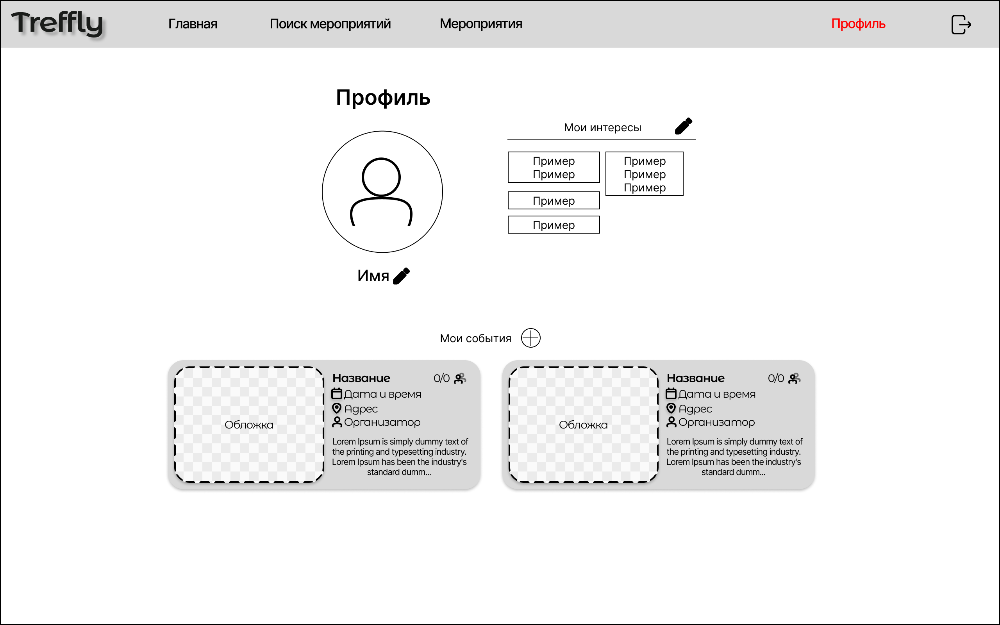 Treffly
Главная
Поиск мероприятий
Мероприятия
Профиль
Профиль
Имя
Мои интересы
Пример
Пример
Пример
Пример
Пример
Пример
Пример
Мои события
Обложка
Название
0/0
Дата и время
Адрес
Организатор
Lorem Ipsum is simply dummy text of
the printing and typesetting industry.
Lorem Ipsum has been the industry's
standard dumm...
Обложка
Название
0/0
Дата и время
Адрес
Организатор
Lorem Ipsum is simply dummy text of
the printing and typesetting industry.
Lorem Ipsum has been the industry's
standard dumm...